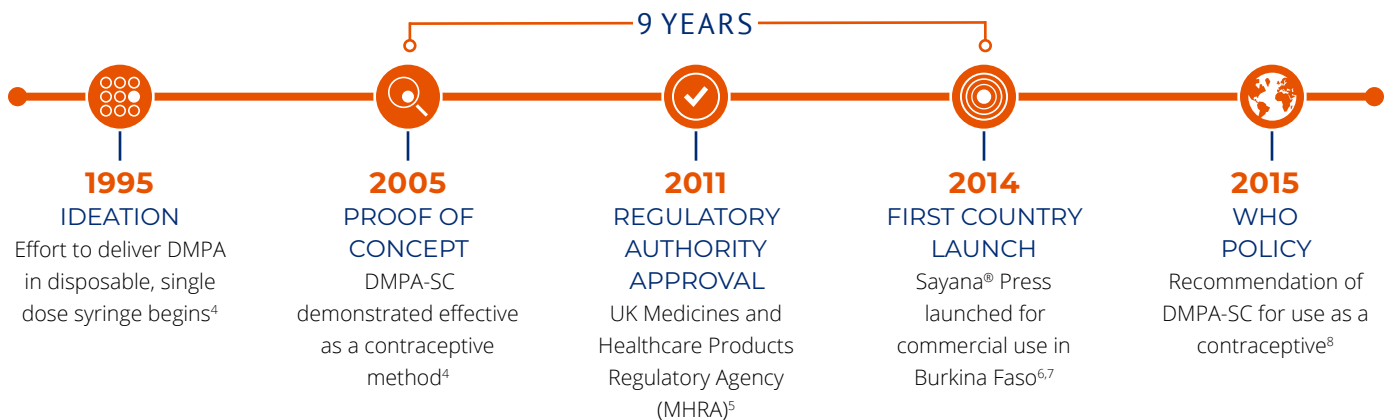 9 YEARS
1995
IDEATION
Effort to deliver DMPA
in disposable, single
dose syringe begins⁴
2005
PROOF OF
CONCEPT
DMPA-SC
demonstrated effective
as a contraceptive
method⁴
2011
REGULATORY
AUTHORITY
APPROVAL
UK Medicines and
Healthcare Products
Regulatory Agency
(MHRA)⁵
2014
FIRST COUNTRY
LAUNCH
Sayana® Press
launched for
commercial use in
Burkina Faso⁶,⁷
2015
WHO
POLICY
Recommendation of
DMPA-SC for use as a
contraceptive⁸